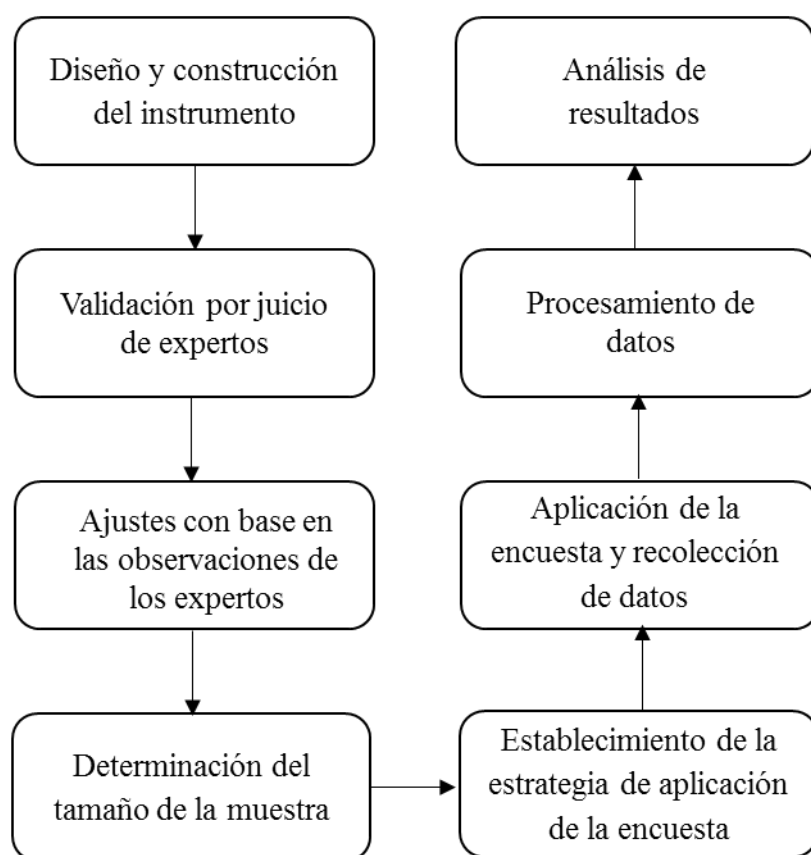 Diseño y construcción
del instrumento
Validación por juicio
de expertos
Ajustes con base en
las observaciones de
los expertos
Determinación del
tamaño de la muestra
Establecimiento de la
estrategia de aplicación
de la encuesta
Aplicación de la
encuesta y recolección
de datos
Procesamiento de
datos
Análisis de
resultados